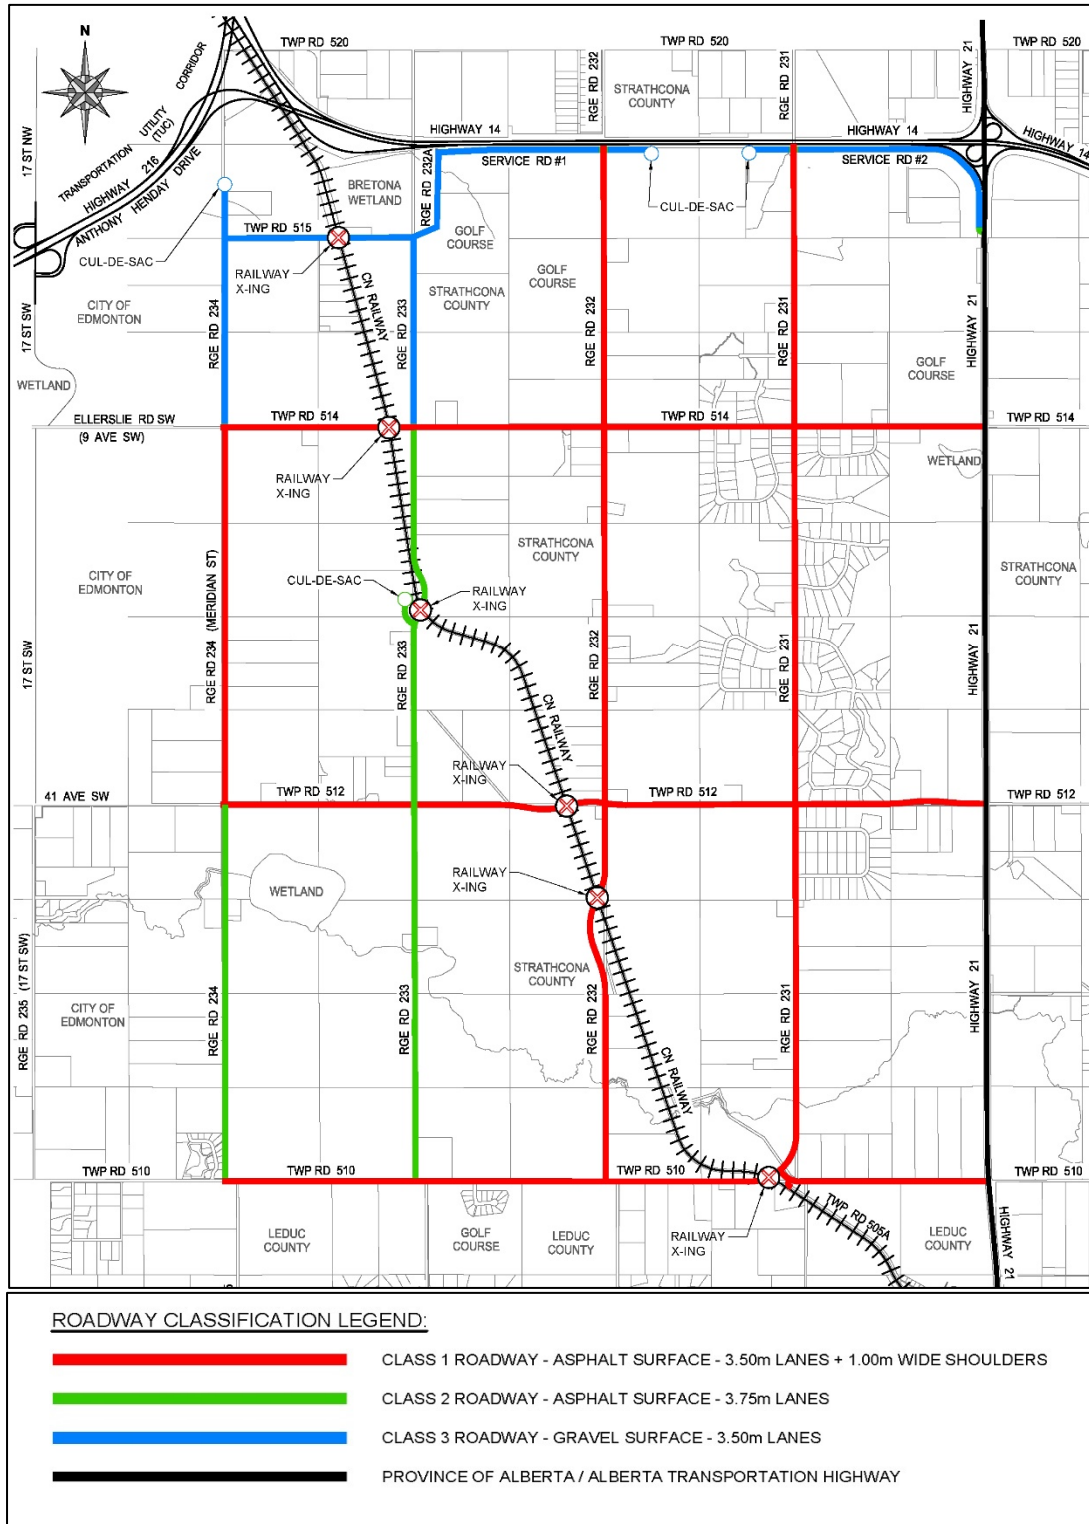 N
TWP RD 520
RGE RD 232
TWP RD 520
RGE RD 231
HIGHWAY 21
TWP RD 520
STRATHCONA
COUNTY
TRANSPORTATION
UTILITY
(TUC)
CORRIDOR
17 ST NW
HIGHWAY 14
HIGHWAY 14
HIGHWAY 14
HIGHWAY 216
ANTHONY HENDAY DRIVE
RGE RD 232A
SERVICE RD #1
SERVICE RD #2
BRETONA
WETLAND
CUL-DE-SAC
TWP RD 515
GOLF
COURSE
CUL-DE-SAC
RAILWAY
X-ING
GOLF
COURSE
CN RAILWAY
STRATHCONA
COUNTY
CITY OF
EDMONTON
17 ST SW
RGE RD 234
RGE RD 233
RGE RD 232
RGE RD 231
HIGHWAY 21
GOLF
COURSE
WETLAND
ELLERSLIE RD SW
(9 AVE SW)
TWP RD 514
TWP RD 514
TWP RD 514
WETLAND
RAILWAY
X-ING
STRATHCONA
COUNTY
CITY OF
EDMONTON
RGE RD 234 (MERIDIAN ST)
CUL-DE-SAC
RAILWAY
X-ING
STRATHCONA
COUNTY
17 ST SW
RGE RD 233
RGE RD 232
RGE RD 231
HIGHWAY 21
CN RAILWAY
RAILWAY
X-ING
41 AVE SW
TWP RD 512
TWP RD 512
TWP RD 512
RAILWAY
X-ING
WETLAND
RGE RD 235 (17 ST SW)
STRATHCONA
COUNTY
CITY OF
EDMONTON
RGE RD 234
RGE RD 233
RGE RD 232
RGE RD 231
HIGHWAY 21
CN RAILWAY
TWP RD 510
TWP RD 510
TWP RD 510
TWP RD 510
TWP RD 505A
LEDUC
COUNTY
GOLF
COURSE
LEDUC
COUNTY
RAILWAY
X-ING
LEDUC
COUNTY
HIGHWAY 21
ROADWAY CLASSIFICATION LEGEND:
CLASS 1 ROADWAY - ASPHALT SURFACE - 3.50m LANES + 1.00m WIDE SHOULDERS
CLASS 2 ROADWAY - ASPHALT SURFACE - 3.75m LANES
CLASS 3 ROADWAY - GRAVEL SURFACE - 3.50m LANES
PROVINCE OF ALBERTA / ALBERTA TRANSPORTATION HIGHWAY